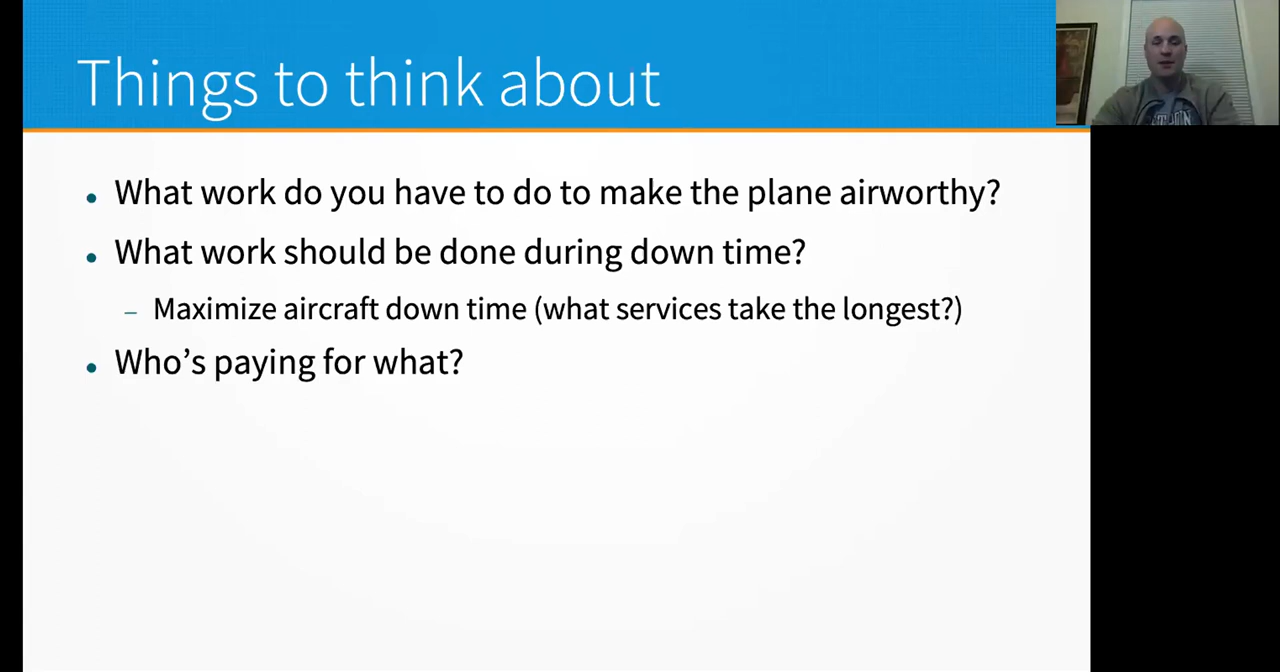 Things to think about
• What work do you have to do to make the plane airworthy?
• What work should be done during down time?
– Maximize aircraft down time (what services take the longest?)
• Who’s paying for what?